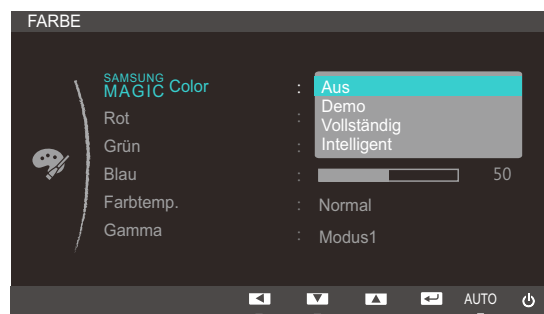 FARBE
SAMSUNG MAGIC Color : Aus
Demo
Rot :
Vollständig
Grün :
Intelligent
Blau : 50
Farbtemp. : Normal
Gamma : Modus1
AUTO